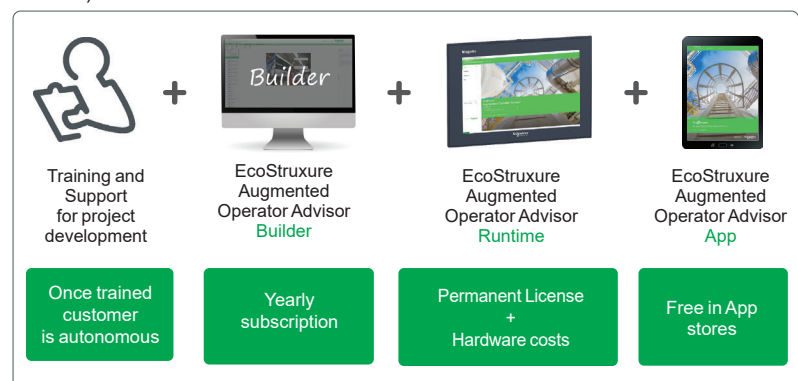 Builder
Training and
Support
for project
development
EcoStruxure
Augmented
Operator Advisor
Builder
EcoStruxure
Augmented
Operator Advisor
Runtime
EcoStruxure
Augmented
Operator Advisor
App
Once trained
customer
is autonomous
Yearly
subscription
Permanent License
+
Hardware costs
Free in App
stores